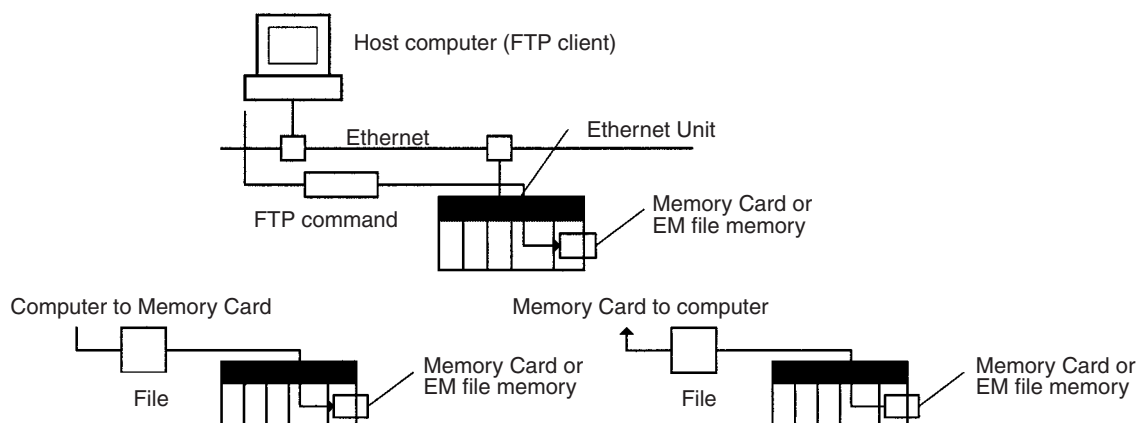 Host computer (FTP client)
Ethernet
Ethernet Unit
FTP command
Memory Card or
EM file memory
Computer to Memory Card
File
Memory Card or
EM file memory
Memory Card to computer
File
Memory Card or
EM file memory